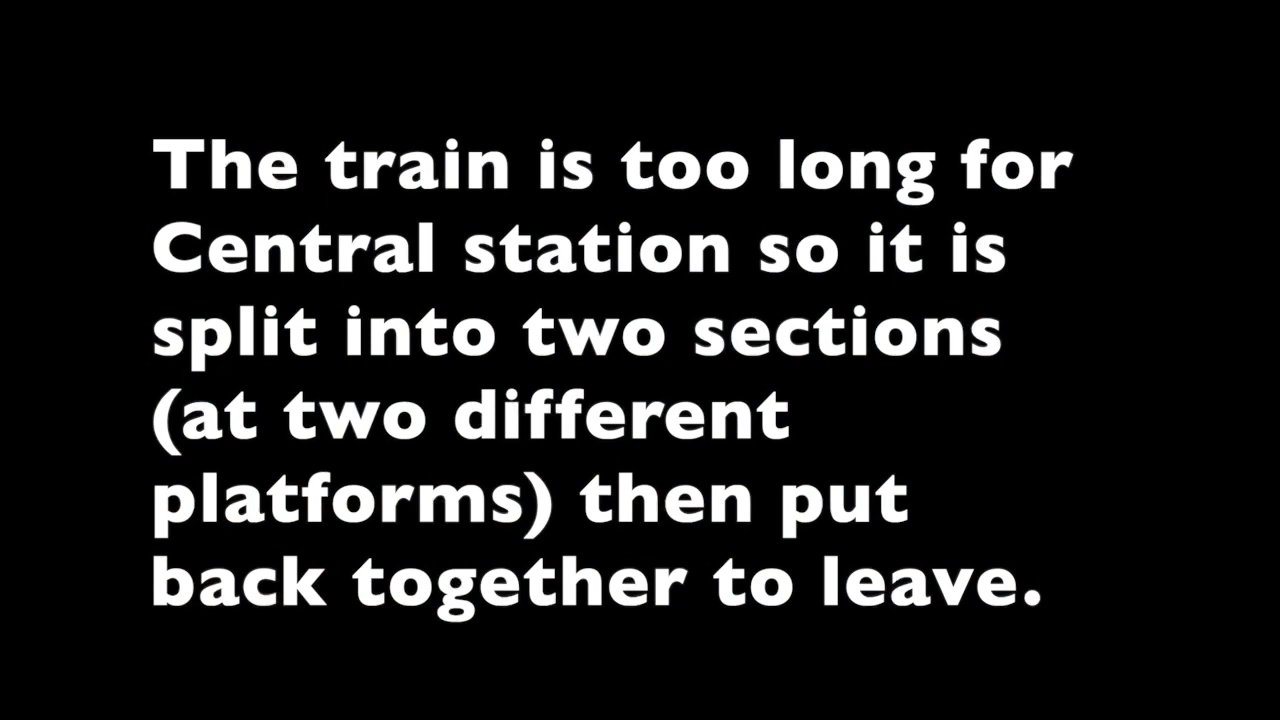 The train is too long for
Central station so it is
split into two sections
(at two different
platforms) then put
back together to leave.